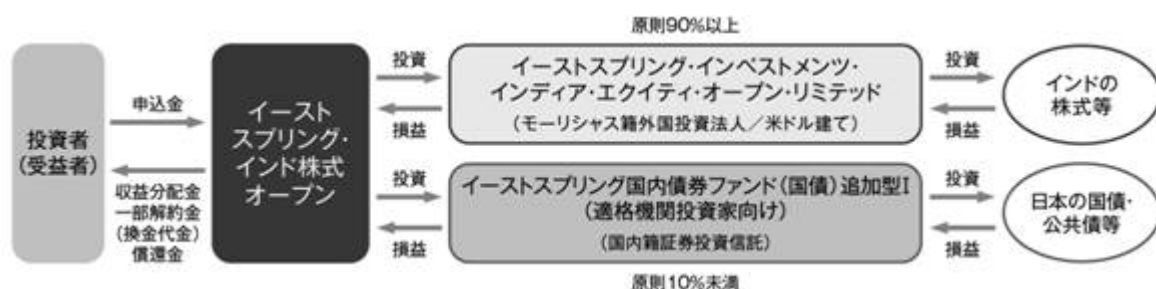 原則90%以上
投資者
(受益者)
申込金
収益分配金
一部解約金
(換金代金)
償還金
イースト
スプリング・
インド株式
オープン
投資
損益
イーストスプリング・インベストメンツ・
インディア・エクイティ・オープン・リミテッド
(モーリシャス籍外国投資法人／米ドル建て)
投資
損益
インドの
株式等
投資
損益
イーストスプリング国内債券ファンド(国債)追加型I
(適格機関投資家向け)
(国内籍証券投資信託)
投資
損益
日本の国債・
公共債等
原則10%未満